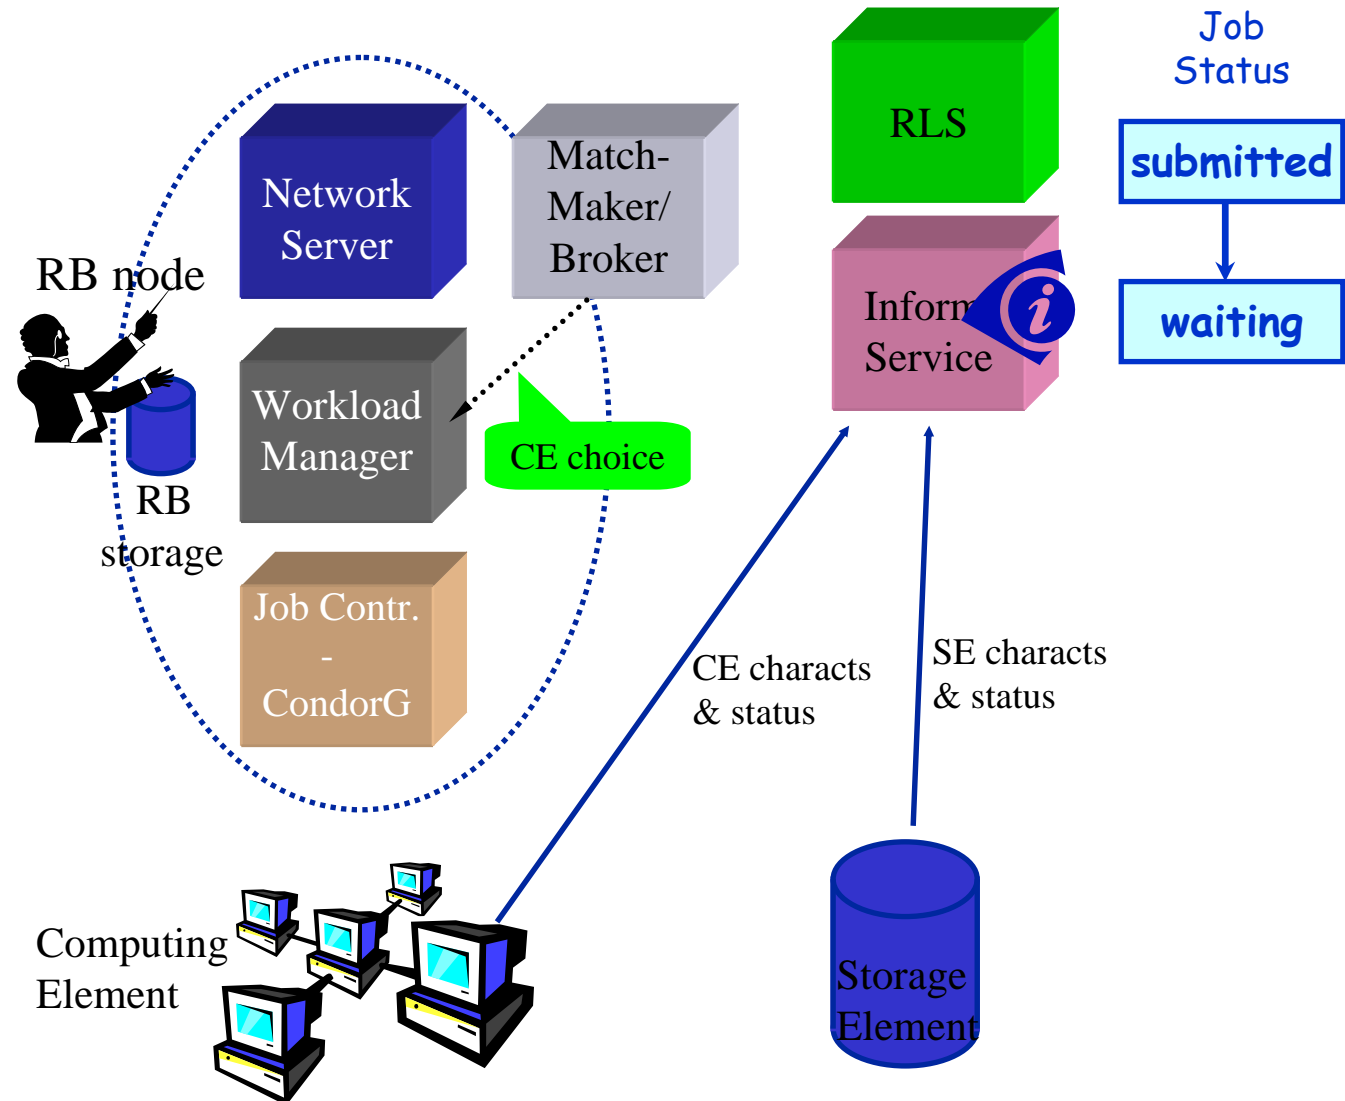 Job
Status
RLS
submitted
Network
Server
Match-
Maker/
Broker
RB node
Inform
Service
i
waiting
Workload
Manager
CE choice
RB
storage
Job Contr.
-
CondorG
CE characts
& status
SE characts
& status
Computing
Element
Storage
Element